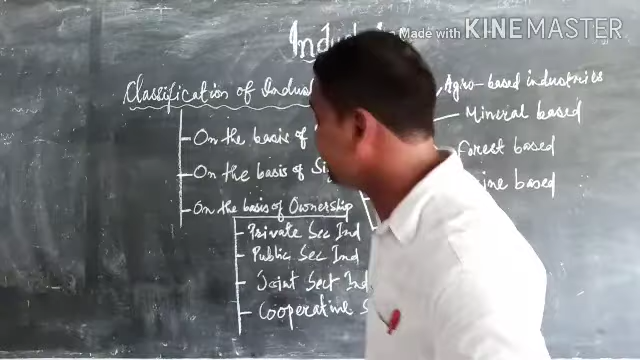 Made with KINEMASTER
Indus
Classification of Indus
On the basis of
On the basis of Si
On the basis of Ownership
Private Sec Ind
Public Sec Ind
Joint Sect Ind
Cooperative S
Agro-based industries
Mineral based
Forest based
ine based